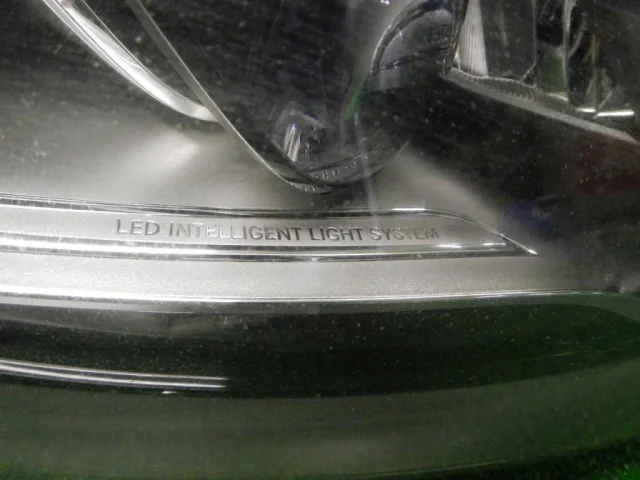 LED INTELLIGENT LIGHT SYSTEM